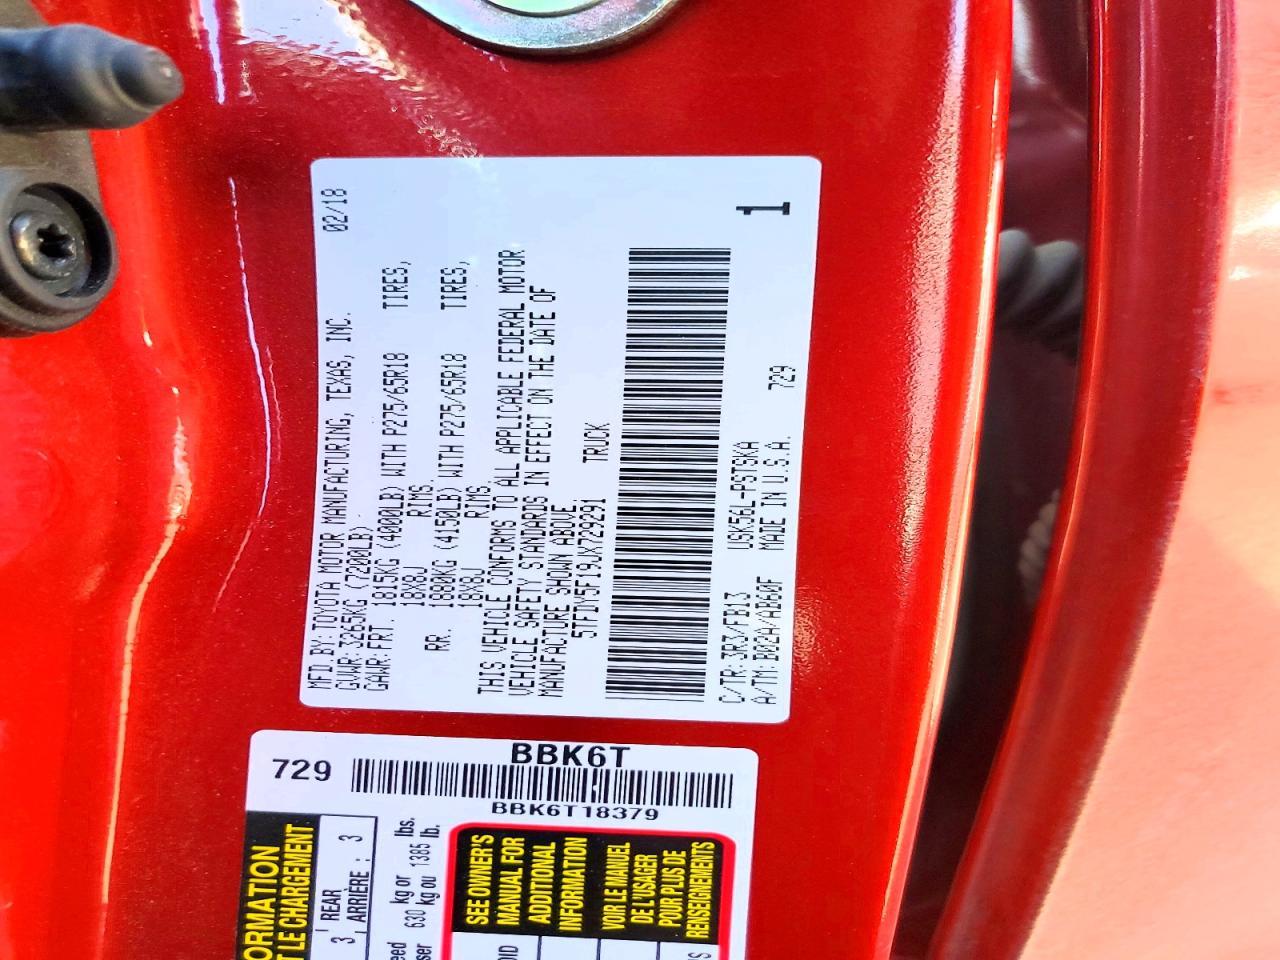 MFD.BY: TOYOTA MOTOR MANUFACTURING, TEXAS, INC. 02/18
GVWR: 3265KG (7200LB)
GAWR: FRT. 1815KG (4000LB) WITH P275/65R18 TIRES,
18X8J RIMS.
RR. 1880KG (4150LB) WITH P275/65R18 TIRES,
18X8J RIMS.
THIS VEHICLE CONFORMS TO ALL APPLICABLE FEDERAL MOTOR
VEHICLE SAFETY STANDARDS IN EFFECT ON THE DATE OF
MANUFACTURE SHOWN ABOVE
5TFDY5F19JX729291 TRUCK
C/TR: 3R3/FB13 USK56L-PSTSKA
A/TM: B02A/AB60F MADE IN U.S.A. 729
1
729
BBK6T
BBK6T18379
3 REAR
ARRIÈRE : 3
630 kg or 1385 lbs.
kg ou lb.
SEE OWNER'S
MANUAL FOR
ADDITIONAL
INFORMATION
VOIR LE MANUEL
DE L'USAGER
POUR PLUS DE
RENSEIGNEMENTS